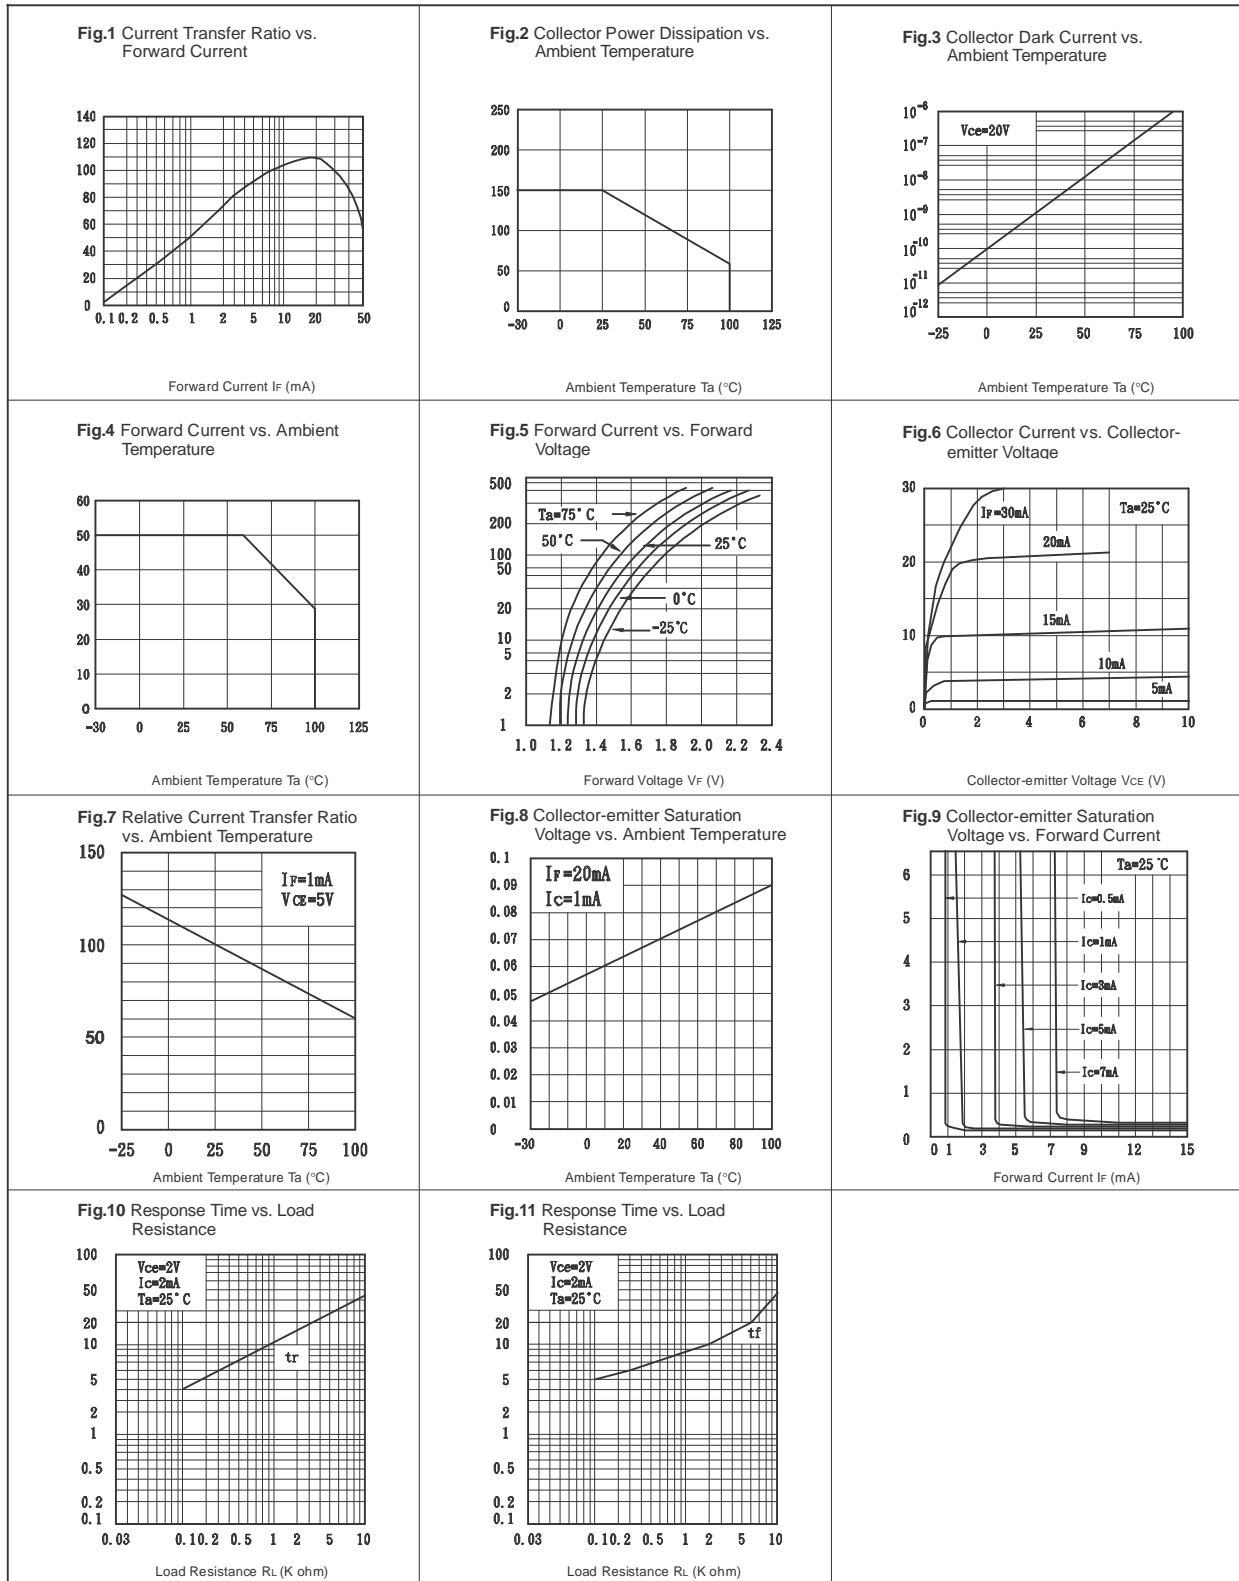 Fig.1 Current Transfer Ratio vs.
Forward Current
140
120
100
80
60
40
20
0
0.1 0.2 0.5 1 2 5 10 20 50
Forward Current IF (mA)
Fig.2 Collector Power Dissipation vs.
Ambient Temperature
250
200
150
100
50
0
-30 0 25 50 75 100 125
Ambient Temperature Ta (°C)
Fig.3 Collector Dark Current vs.
Ambient Temperature
Vce=20V
10⁻⁶
10⁻⁷
10⁻⁸
10⁻⁹
10⁻¹⁰
10⁻¹¹
10⁻¹²
-25 0 25 50 75 100
Ambient Temperature Ta (°C)
Fig.4 Forward Current vs. Ambient
Temperature
60
50
40
30
20
10
0
-30 0 25 50 75 100 125
Ambient Temperature Ta (°C)
Fig.5 Forward Current vs. Forward
Voltage
500
200
100
50
20
10
5
2
1
Ta=75°C
50°C
25°C
0°C
-25°C
1.0 1.2 1.4 1.6 1.8 2.0 2.2 2.4
Forward Voltage VF (V)
Fig.6 Collector Current vs. Collector-
emitter Voltage
30
20
10
0
IF=30mA
Ta=25°C
20mA
15mA
10mA
5mA
0 2 4 6 8 10
Collector-emitter Voltage VCE (V)
Fig.7 Relative Current Transfer Ratio
vs. Ambient Temperature
150
100
50
0
IF=1mA
VCE=5V
-25 0 25 50 75 100
Ambient Temperature Ta (°C)
Fig.8 Collector-emitter Saturation
Voltage vs. Ambient Temperature
0.1
0.09
0.08
0.07
0.06
0.05
0.04
0.03
0.02
0.01
0
IF=20mA
Ic=1mA
-30 0 20 40 60 80 100
Ambient Temperature Ta (°C)
Fig.9 Collector-emitter Saturation
Voltage vs. Forward Current
6
5
4
3
2
1
0
Ta=25°C
Ic=0.5mA
Ic=1mA
Ic=3mA
Ic=5mA
Ic=7mA
0 1 3 5 7 9 12 15
Forward Current IF (mA)
Fig.10 Response Time vs. Load
Resistance
100
50
20
10
5
2
1
0.5
0.2
0.1
Vce=2V
Ic=2mA
Ta=25°C
tr
0.03 0.1 0.2 0.5 1 2 5 10
Load Resistance RL (K ohm)
Fig.11 Response Time vs. Load
Resistance
100
50
20
10
5
2
1
0.5
0.2
0.1
Vce=2V
Ic=2mA
Ta=25°C
tf
0.03 0.1 0.2 0.5 1 2 5 10
Load Resistance RL (K ohm)